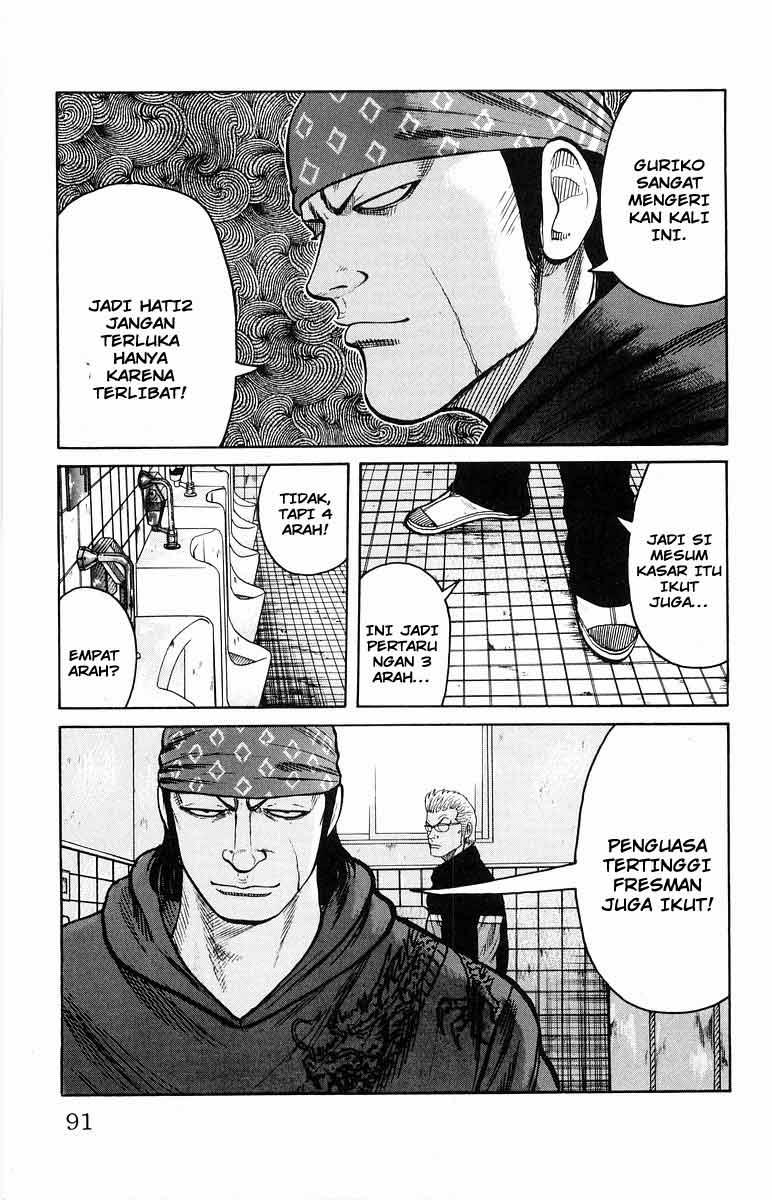 GURIKO
SANGAT
MENGERI
KAN KALI
INI.
JADI HATI2
JANGAN
TERLUKA
HANYA
KARENA
TERLIBAT!
JADI SI
MESUM
KASAR ITU
IKUT
JUGA...
INI JADI
PERTARU
NGAN 3
ARAH...
TIDAK,
TAPI 4
ARAH!
EMPAT
ARAH?
PENGUASA
TERTINGGI
FRESMAN
JUGA IKUT!
91